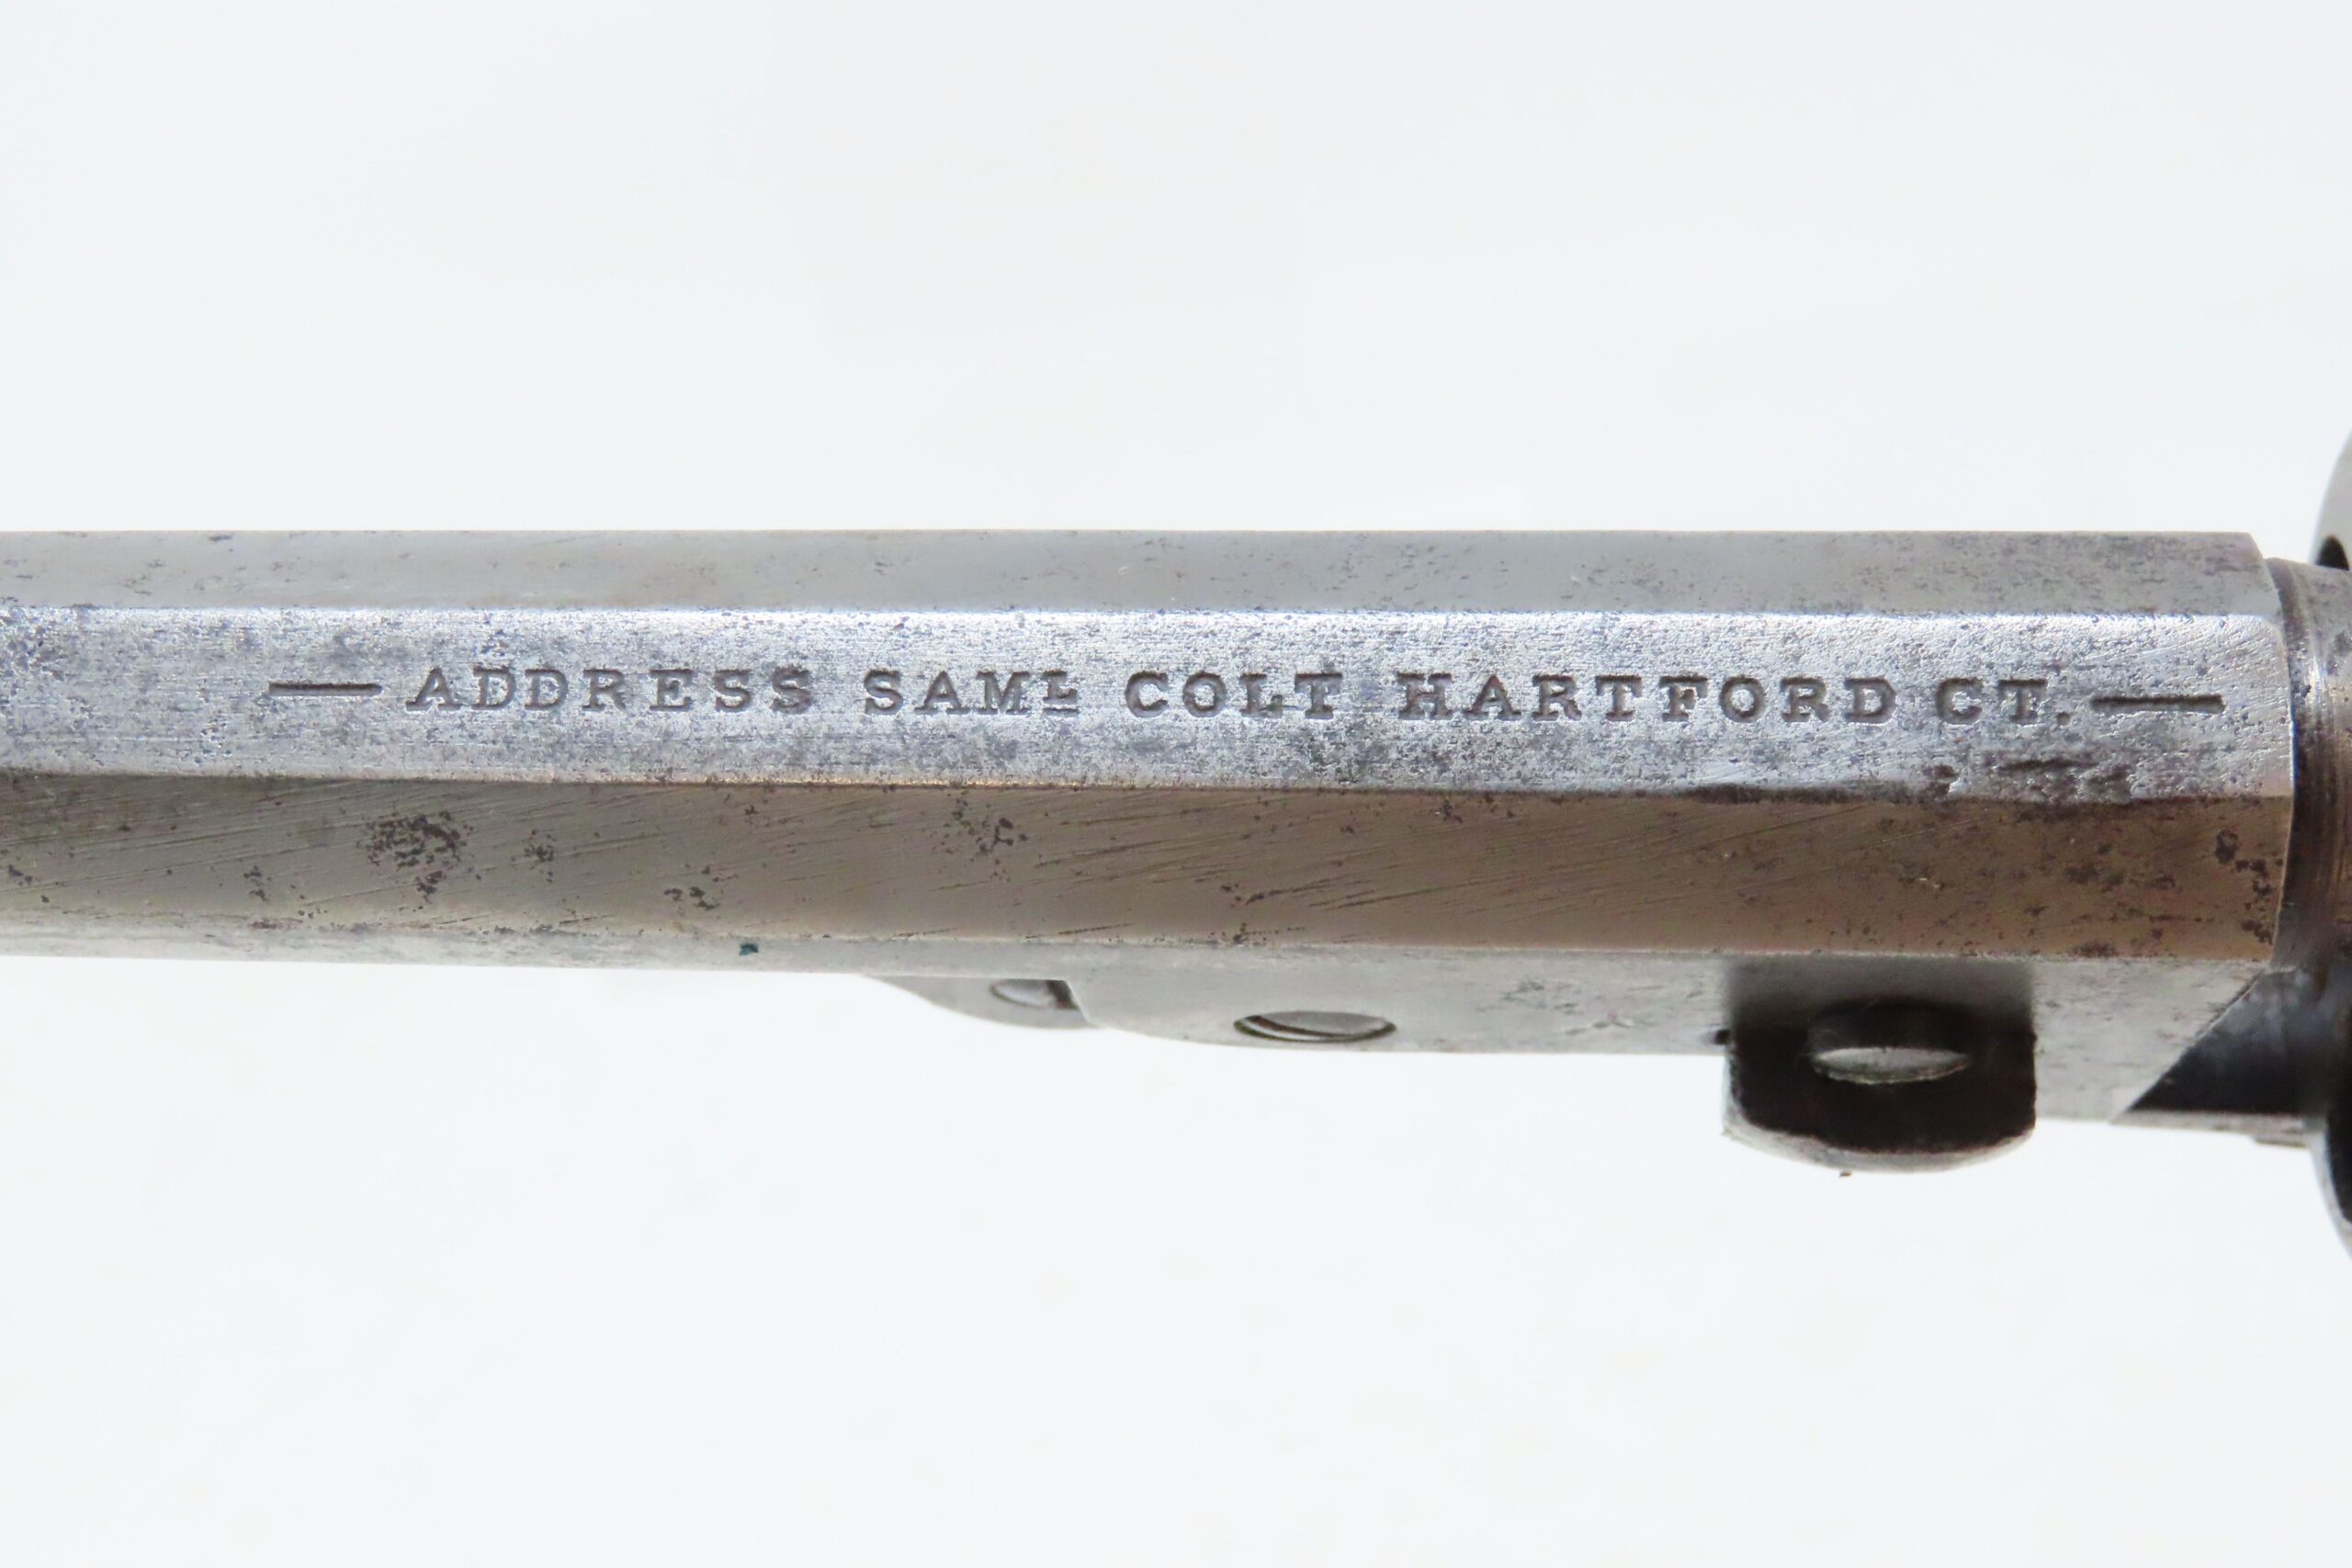 — ADDRESS SAMᴸ COLT HARTFORD CT. —